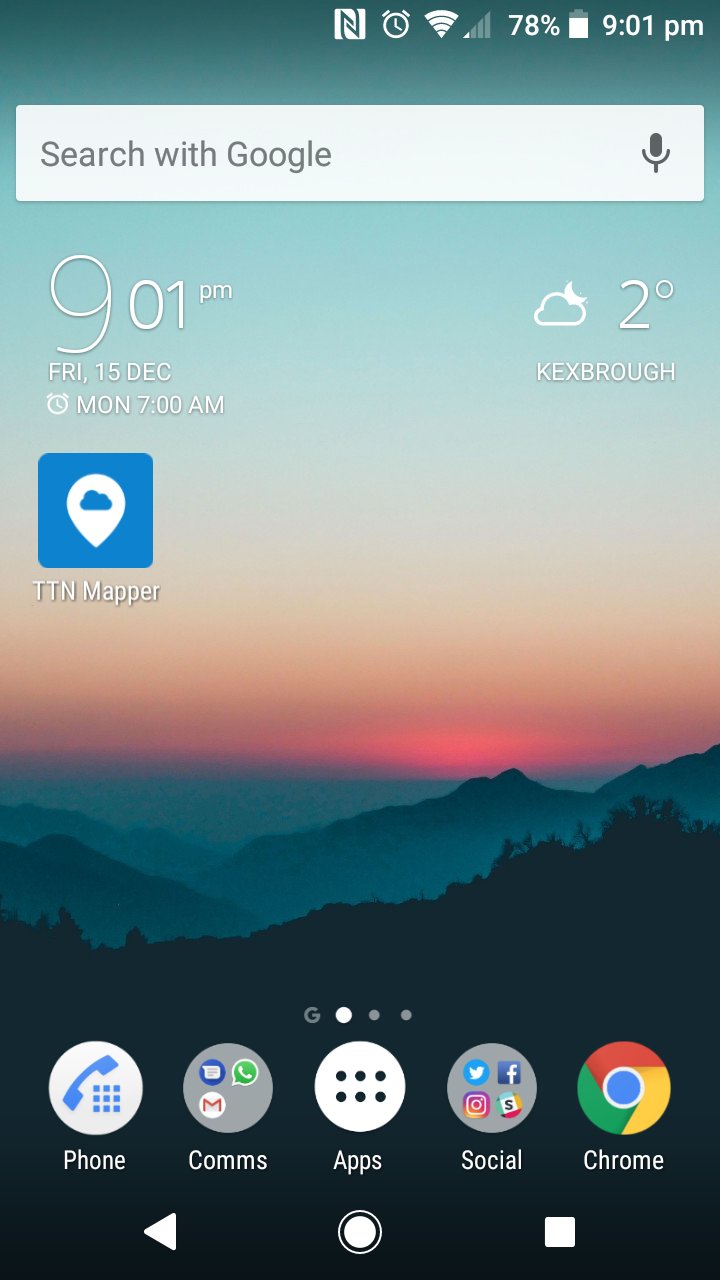 78% 9:01 pm
Search with Google
9 01 pm
2°
FRI, 15 DEC
KEXBROUGH
MON 7:00 AM
TTN Mapper
G
Phone Comms Apps Social Chrome